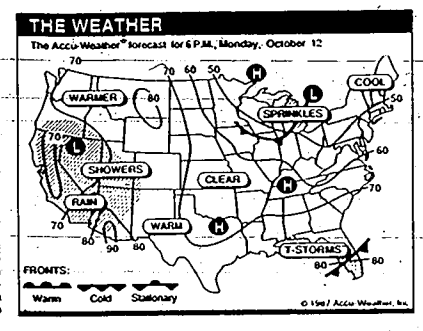 THE WEATHER
The Accu-Weather® forecast for 6 P.M., Monday, October 12
70
70 60 50
H
COOL
WARMER
80
L
50
SPRINKLES
70
L
60
SHOWERS
CLEAR
H
70
RAIN
70
WARM
H
80
90
80
T-STORMS
80
80
FRONTS:
Warm Cold Stationary
© 1987 Accu-Weather, Inc.